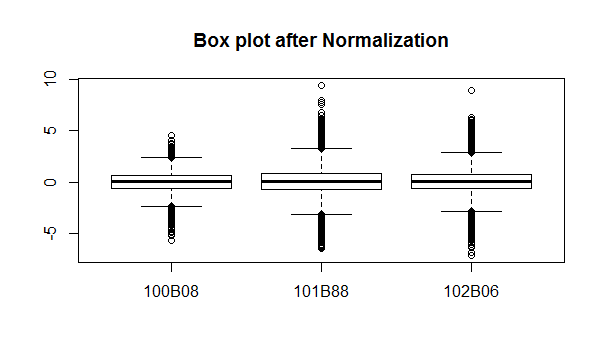 Box plot after Normalization
10
5
0
-5
100B08
101B88
102B06